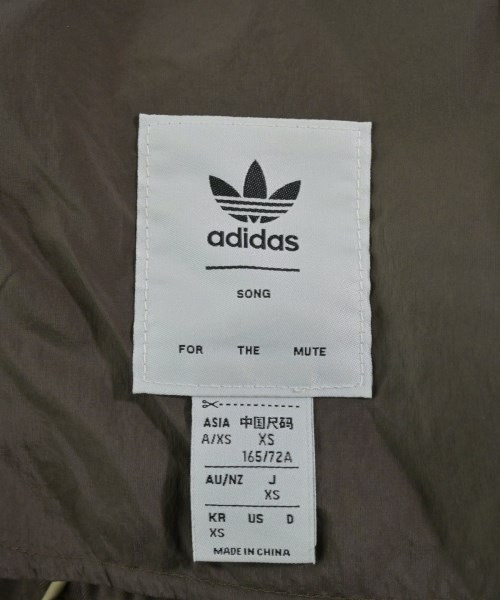 adidas
SONG
FOR THE MUTE
ASIA 中国尺码
A/XS XS
165/72A
AU/NZ J
XS
KR US D
XS
MADE IN CHINA